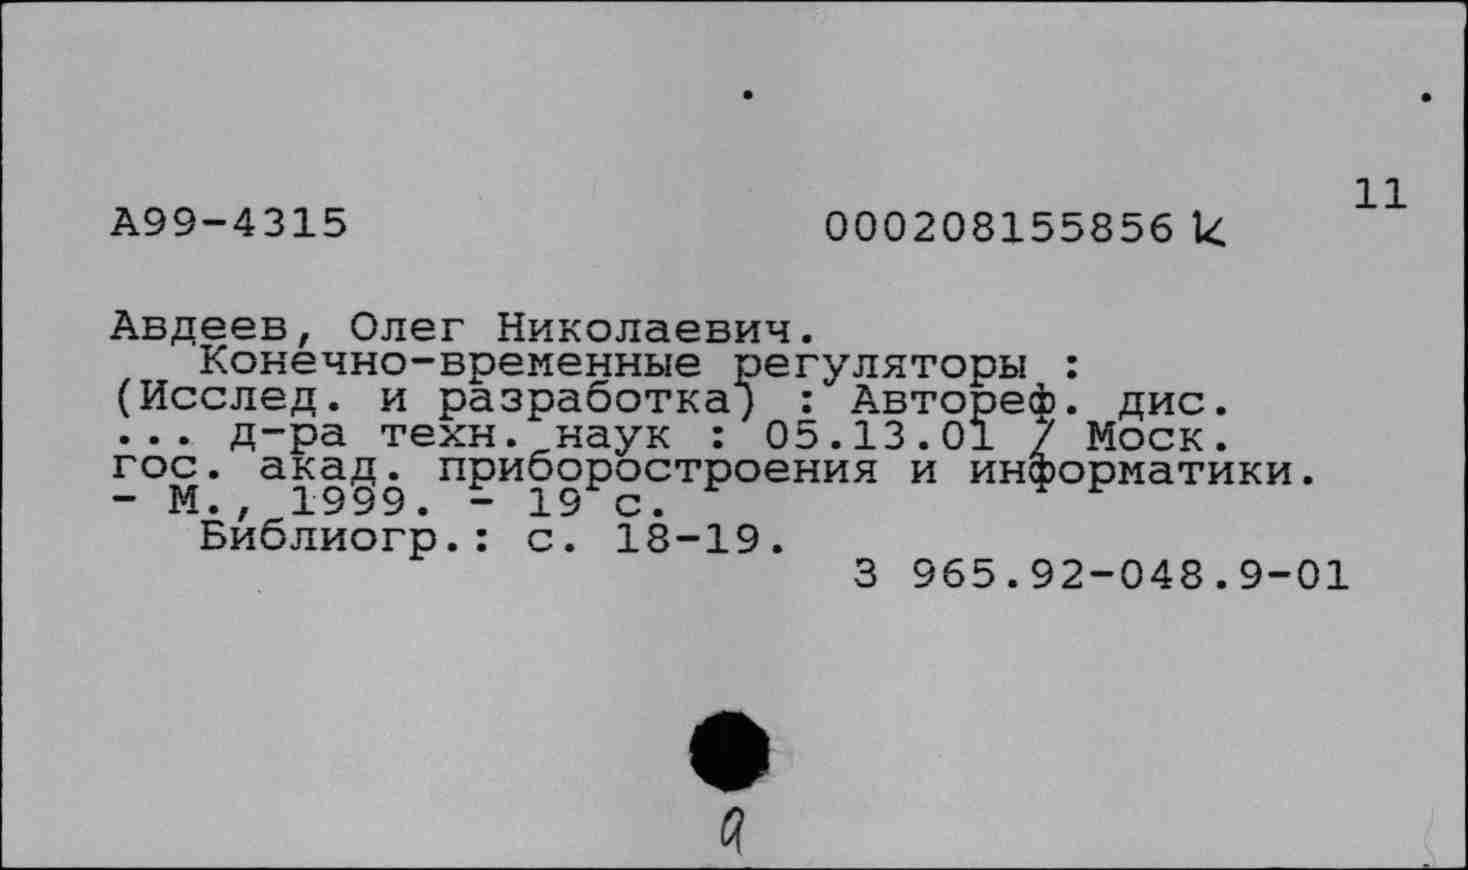 11
А99-4315 000208155856 k
Авдеев, Олег Николаевич.
Конечно-временные регуляторы :
(Исслед. и разработка) : Автореф. дис.
... д-ра техн. наук : 05.13.01 / Моск.
гос. акад. приборостроения и информатики.
- М., 1999. - 19 с.
Библиогр.: с. 18-19.
З 965.92-048.9-01